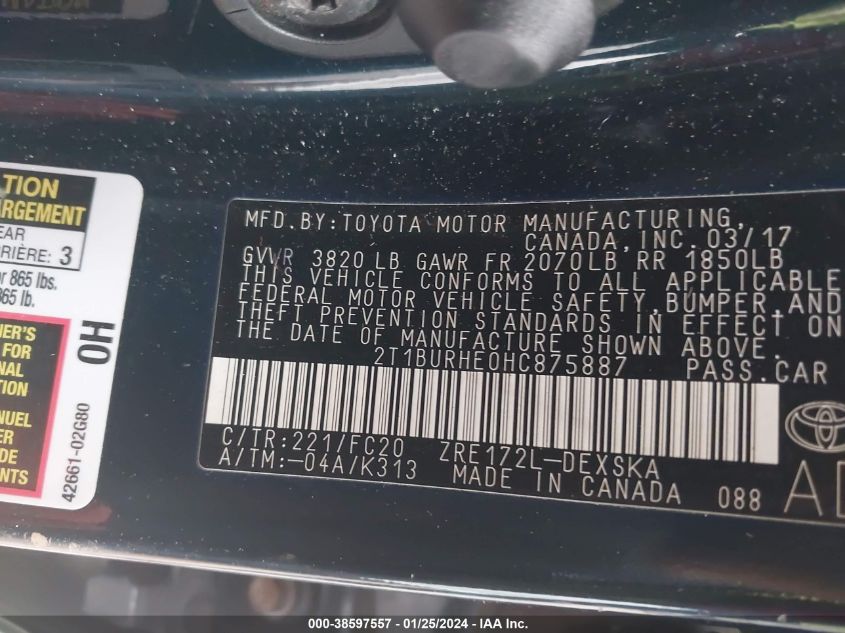 TION
ARGEMENT
EAR
RIÈRE: 3
or 865 lbs.
865 lb.
ER'S
FOR
NAL
TION
NUEL
ER
DE
ENTS
OH
42661-02G80
MFD.BY:TOYOTA MOTOR MANUFACTURING,
CANADA,INC. 03/17
GVWR 3820 LB GAWR FR 2070LB RR 1850LB
THIS VEHICLE CONFORMS TO ALL APPLICABLE
FEDERAL MOTOR VEHICLE SAFETY,BUMPER,AND
THEFT PREVENTION STANDARDS IN EFFECT ON
THE DATE OF MANUFACTURE SHOWN ABOVE.
2T1BURHE0HC875887 PASS.CAR
C/TR:221/FC20 ZRE172L-DEXSKA
A/TM:-04A/K313 MADE IN CANADA 088
000-38597557 - 01/25/2024 - IAA Inc.